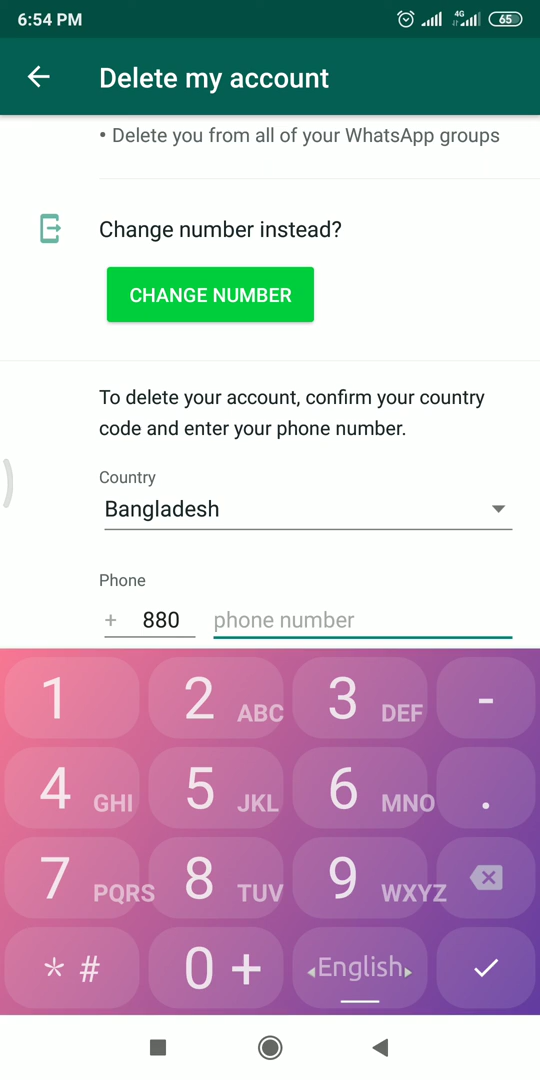 6:54 PM 4G 65
Delete my account
• Delete you from all of your WhatsApp groups
Change number instead?
CHANGE NUMBER
To delete your account, confirm your country
code and enter your phone number.
Country
Bangladesh
Phone
+ 880 phone number
1 2 ABC 3 DEF -
4 GHI 5 JKL 6 MNO .
7 PQRS 8 TUV 9 WXYZ
* # 0 + English